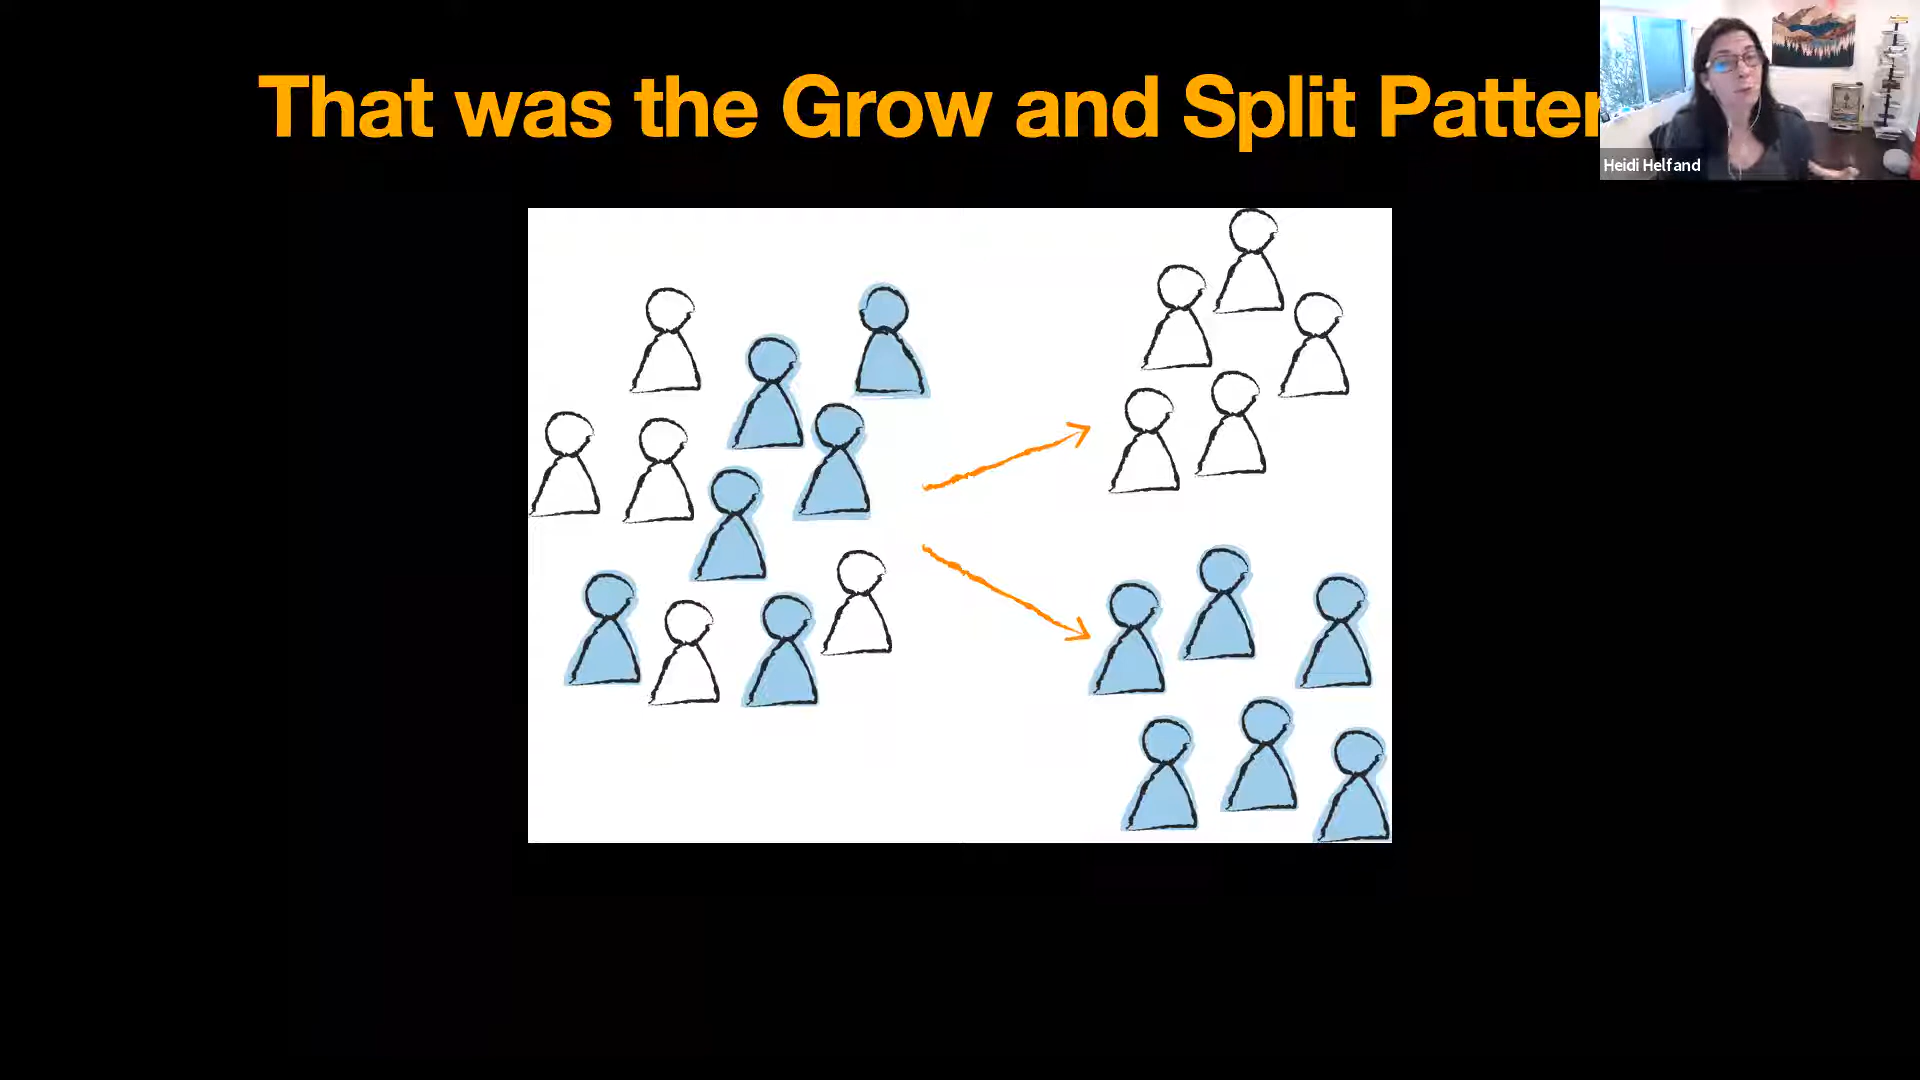 That was the Grow and Split Patter
Heidi Helfand